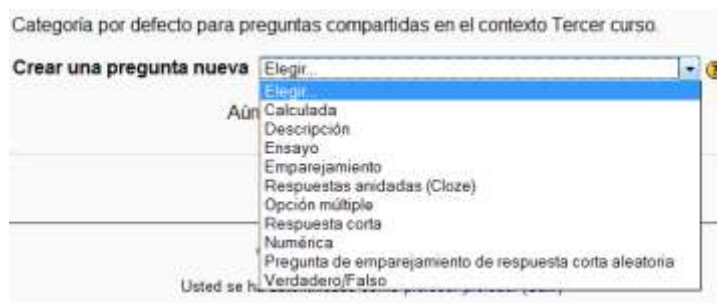 Categoría por defecto para preguntas compartidas en el contexto Tercer curso.
Crear una pregunta nueva Elegir...
Elegir...
Aún
Calculada
Descripción
Ensayo
Emparejamiento
Respuestas anidadas (Cloze)
Opción múltiple
Respuesta corta
Numérica
Pregunta de emparejamiento de respuesta corta aleatoria
Verdadero/Falso
Usted se